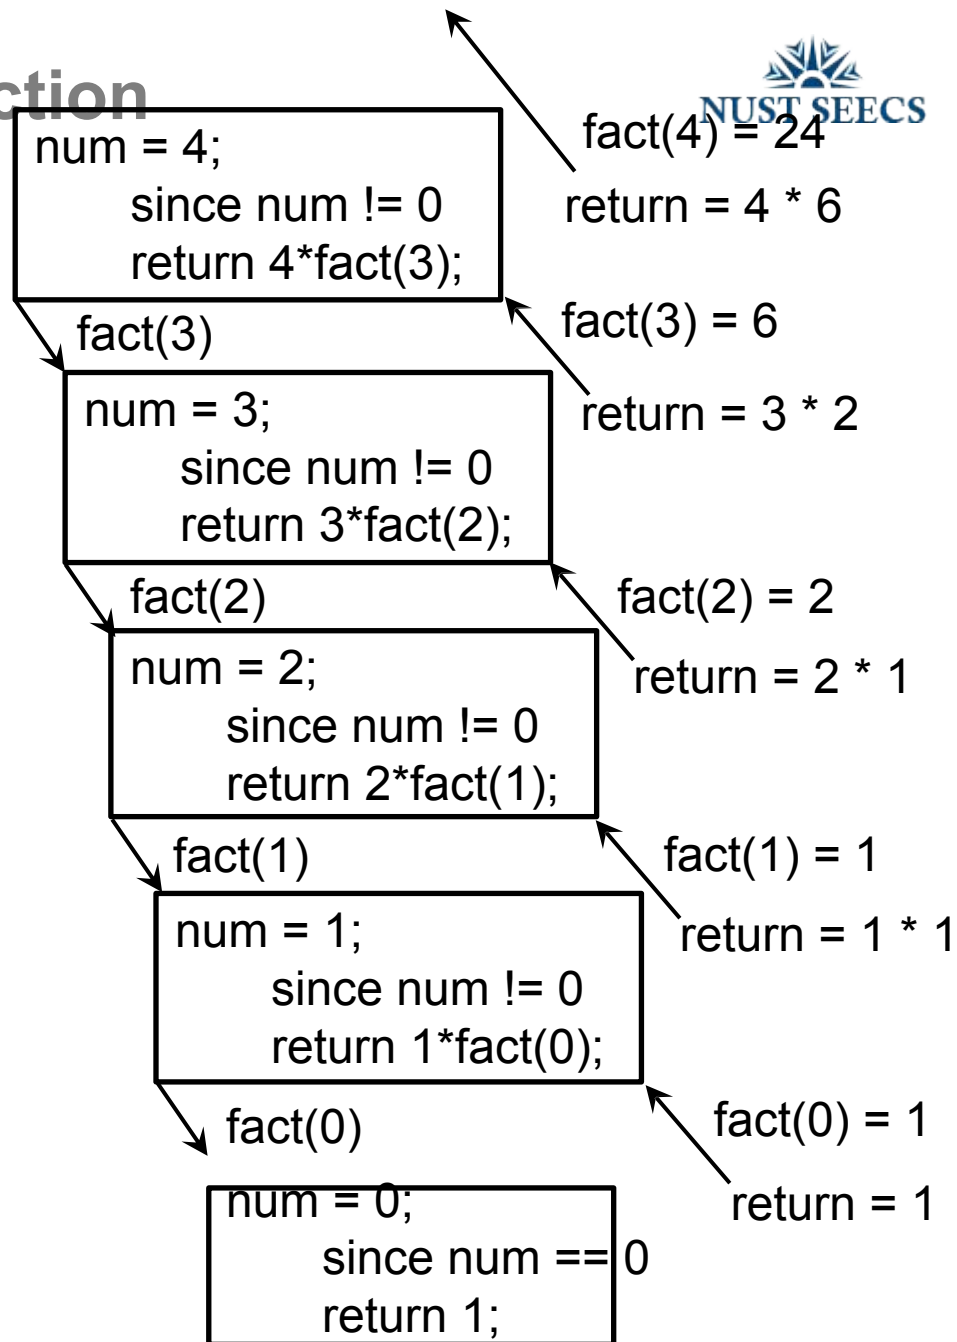 ction
NUST SEECS
fact(4) = 24
num = 4;
since num != 0
return = 4 * 6
return 4*fact(3);
fact(3) = 6
fact(3)
num = 3;
return = 3 * 2
since num != 0
return 3*fact(2);
fact(2)
fact(2) = 2
num = 2;
return = 2 * 1
since num != 0
return 2*fact(1);
fact(1)
fact(1) = 1
num = 1;
return = 1 * 1
since num != 0
return 1*fact(0);
fact(0)
fact(0) = 1
num = 0;
return = 1
since num == 0
return 1;